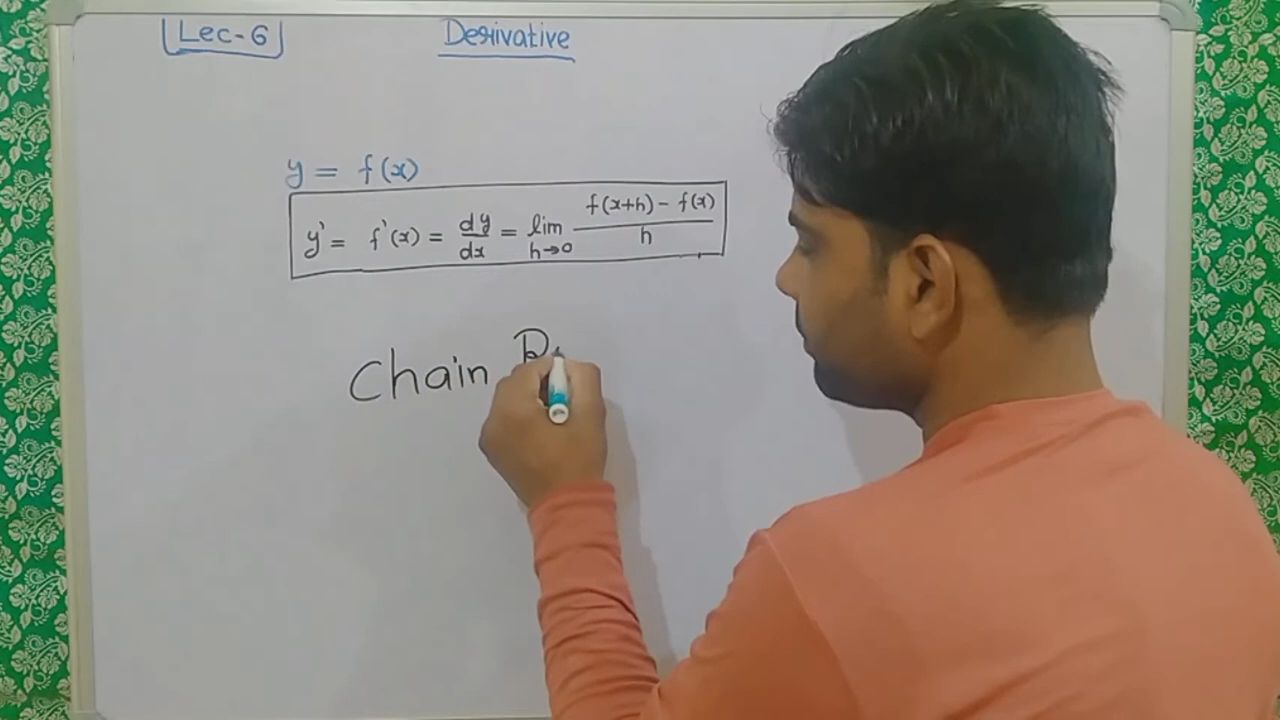 Lec-6
Derivative
y = f(x)
y' = f'(x) = dy/dx = lim h→0 f(x+h) - f(x) / h
Chain R